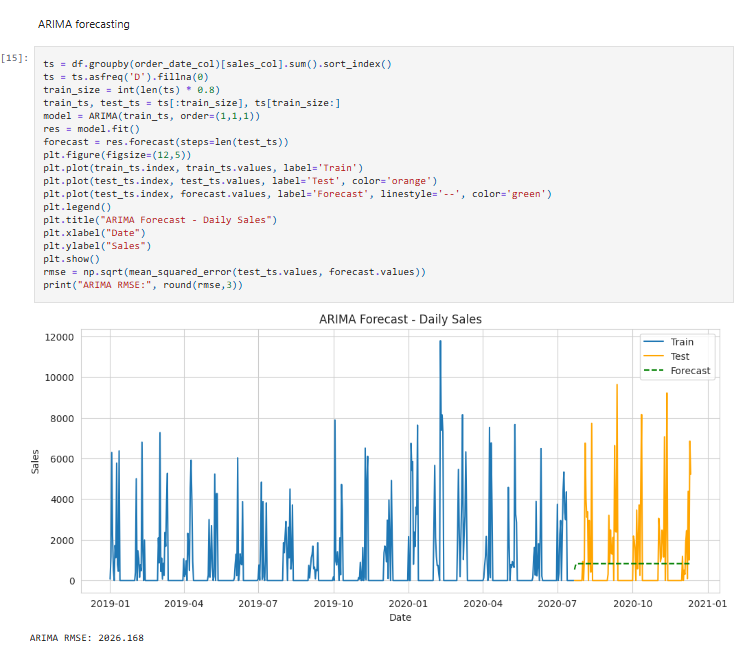 ARIMA forecasting
[15]:
ts = df.groupby(order_date_col)[sales_col].sum().sort_index()
ts = ts.asfreq('D').fillna(0)
train_size = int(len(ts) * 0.8)
train_ts, test_ts = ts[:train_size], ts[train_size:]
model = ARIMA(train_ts, order=(1,1,1))
res = model.fit()
forecast = res.forecast(steps=len(test_ts))
plt.figure(figsize=(12,5))
plt.plot(train_ts.index, train_ts.values, label='Train')
plt.plot(test_ts.index, test_ts.values, label='Test', color='orange')
plt.plot(test_ts.index, forecast.values, label='Forecast', linestyle='--', color='green')
plt.legend()
plt.title("ARIMA Forecast - Daily Sales")
plt.xlabel("Date")
plt.ylabel("Sales")
plt.show()
rmse = np.sqrt(mean_squared_error(test_ts.values, forecast.values))
print("ARIMA RMSE:", round(rmse,3))
ARIMA Forecast - Daily Sales
Train
Test
Forecast
12000
10000
8000
6000
4000
2000
0
Sales
2019-01 2019-04 2019-07 2019-10 2020-01 2020-04 2020-07 2020-10 2021-01
Date
ARIMA RMSE: 2026.168